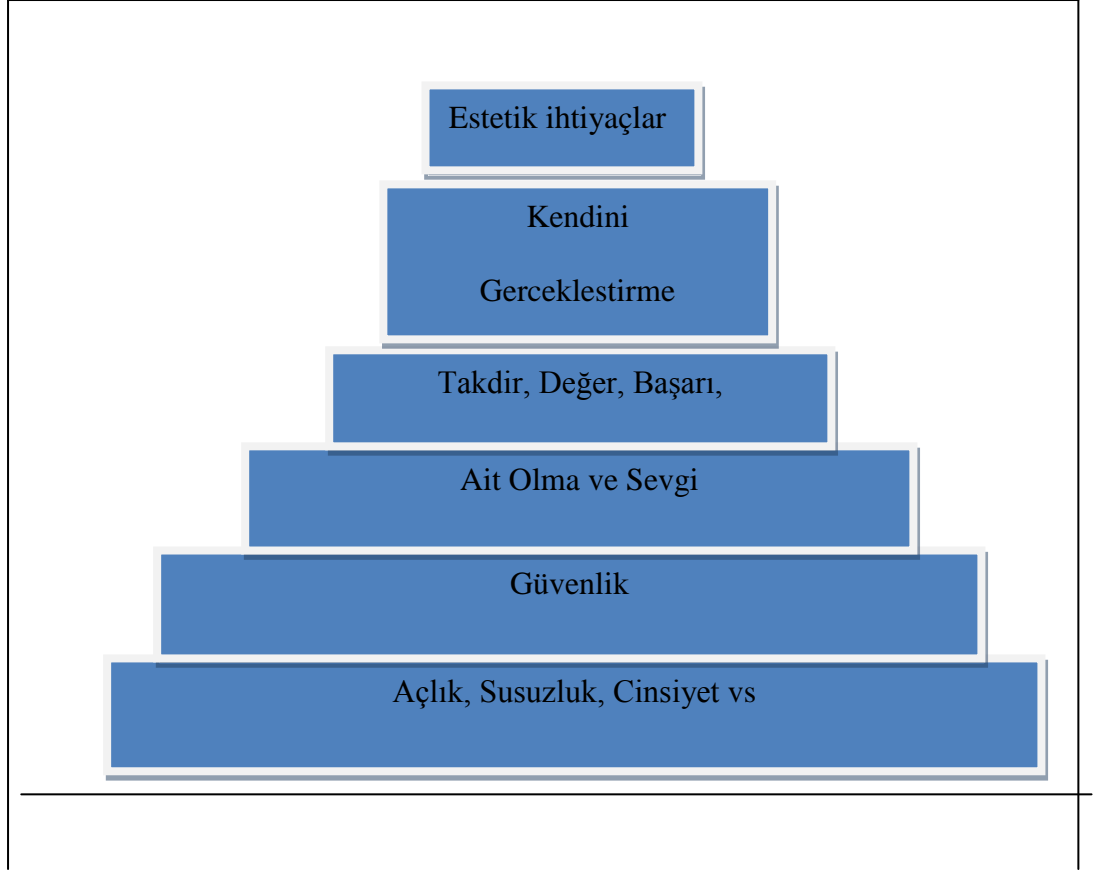 Estetik ihtiyaçlar
Kendini
Gerceklestirme
Takdir, Değer, Başarı,
Ait Olma ve Sevgi
Güvenlik
Açlık, Susuzluk, Cinsiyet vs